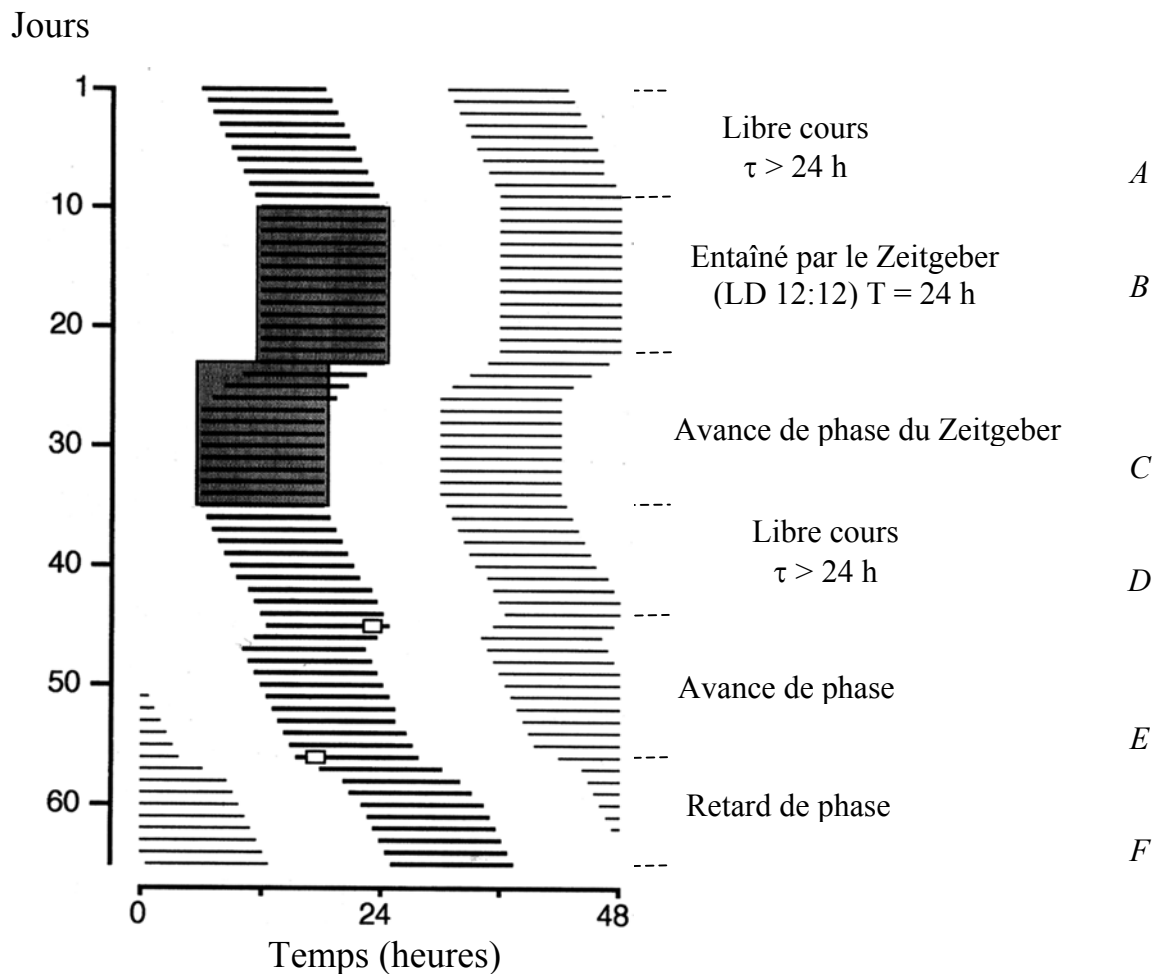 Jours
1
10
20
30
40
50
60
Libre cours
τ > 24 h
A
Entaîné par le Zeitgeber
(LD 12:12) T = 24 h
B
Avance de phase du Zeitgeber
C
Libre cours
τ > 24 h
D
Avance de phase
E
Retard de phase
F
0
24
48
Temps (heures)